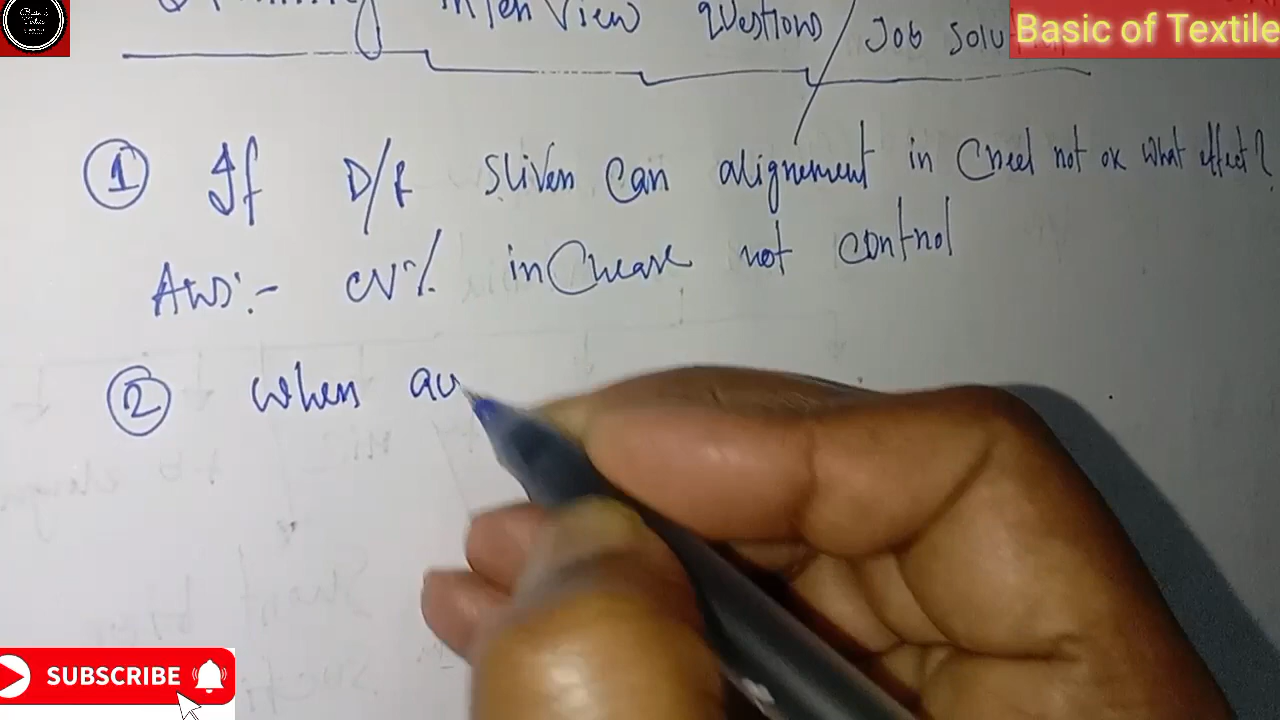 Basic of Textile
Interview Questions / Job Solu
① If D/F Sliver Can alignment in Creel not ok what effect?
Ans:- CV% increase not control
② When au
SUBSCRIBE